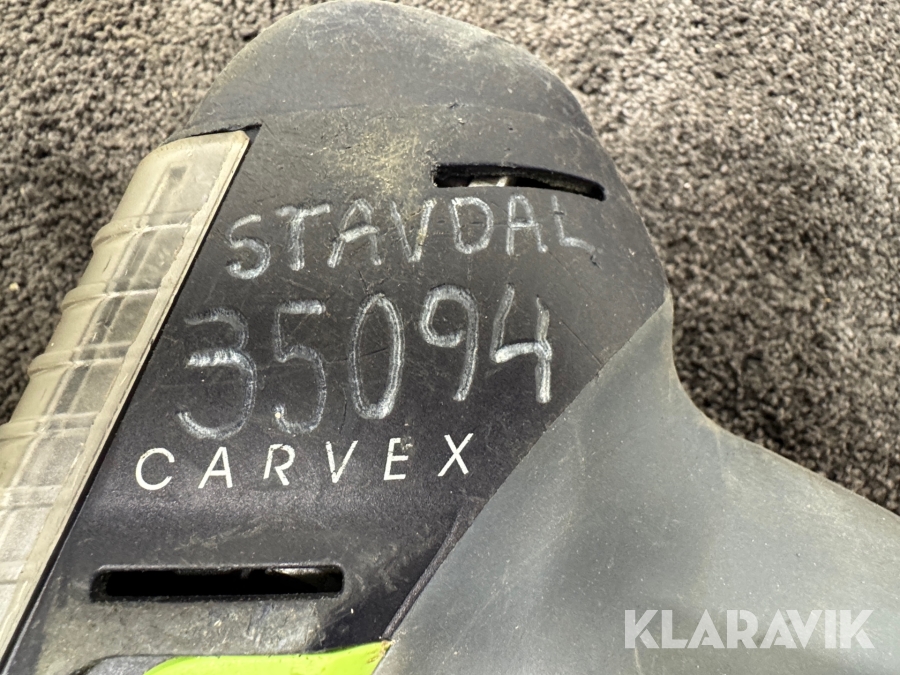 STAVDAL
35094
CARVEX
KLARAVIK